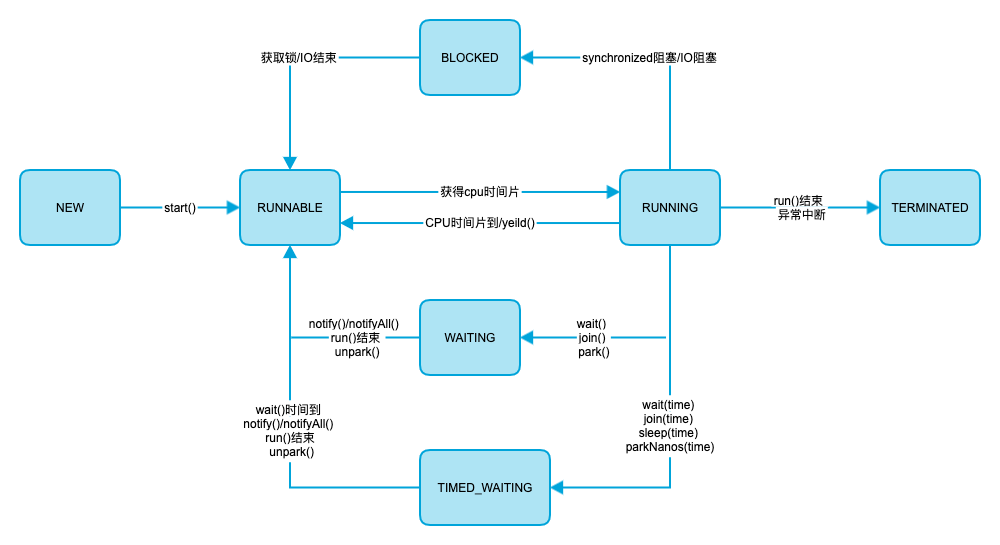 BLOCKED
获取锁/IO结束
synchronized阻塞/IO阻塞
NEW
start()
RUNNABLE
获得cpu时间片
CPU时间片到/yeild()
RUNNING
run()结束
异常中断
TERMINATED
notify()/notifyAll()
run()结束
unpark()
WAITING
wait()
join()
park()
wait()时间到
notify()/notifyAll()
run()结束
unpark()
wait(time)
join(time)
sleep(time)
parkNanos(time)
TIMED_WAITING